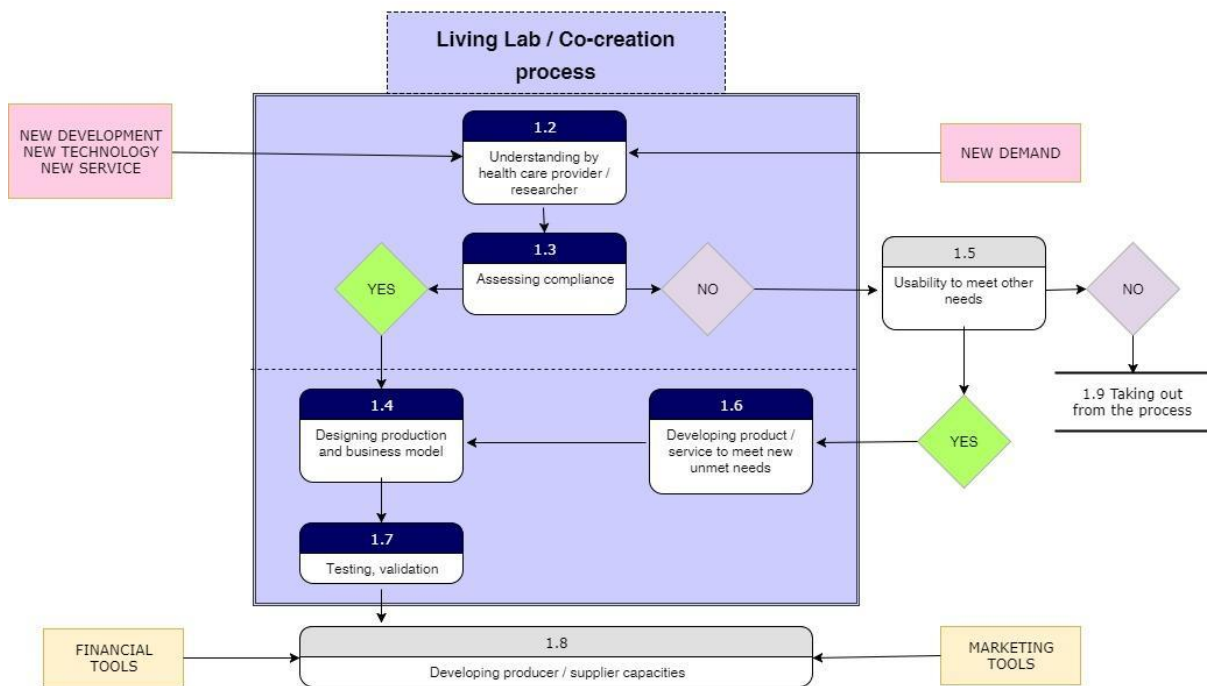 Living Lab / Co-creation
process
NEW DEVELOPMENT
NEW TECHNOLOGY
NEW SERVICE
1.2
Understanding by
health care provider /
researcher
NEW DEMAND
1.3
Assessing compliance
YES
NO
1.5
Usability to meet other
needs
NO
1.4
Designing production
and business model
1.6
Developing product /
service to meet new
unmet needs
YES
1.9 Taking out
from the process
1.7
Testing, validation
FINANCIAL
TOOLS
1.8
Developing producer / supplier capacities
MARKETING
TOOLS